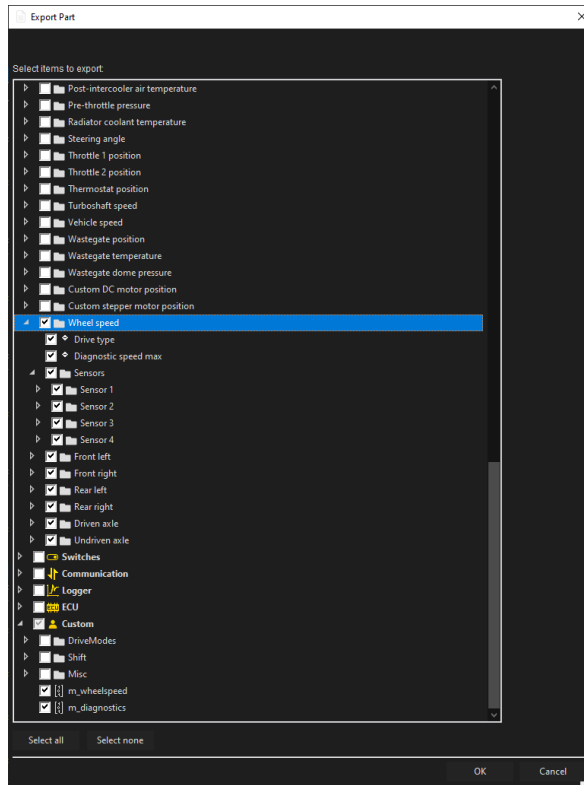 Export Part
Select items to export:
Post-intercooler air temperature
Pre-throttle pressure
Radiator coolant temperature
Steering angle
Throttle 1 position
Throttle 2 position
Thermostat position
Turboshaft speed
Vehicle speed
Wastegate position
Wastegate temperature
Wastegate dome pressure
Custom DC motor position
Custom stepper motor position
Wheel speed
Drive type
Diagnostic speed max
Sensors
Sensor 1
Sensor 2
Sensor 3
Sensor 4
Front left
Front right
Rear left
Rear right
Driven axle
Undriven axle
Switches
Communication
Logger
ECU
Custom
DriveModes
Shift
Misc
m_wheelspeed
m_diagnostics
Select all Select none
OK Cancel